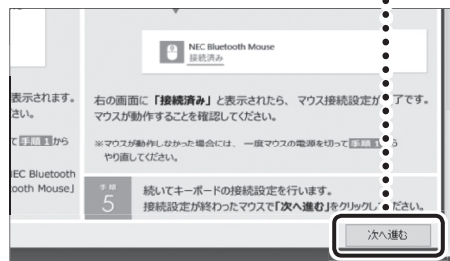 NEC Bluetooth Mouse
接続済み
表示されます。
さい。
て 手順 1 から
NEC Bluetooth
ooth Mouse」
右の画面に「接続済み」と表示されたら、マウス接続設定が 了です。
マウスが動作することを確認してください。
※マウスが動作しなかった場合には、一度マウスの電源を切って 手順 1 ら
やり直してください。
手順
5
続いてキーボードの接続設定を行います。
接続設定が終わったマウスで「次へ進む」をクリックし ださい。
次へ進む